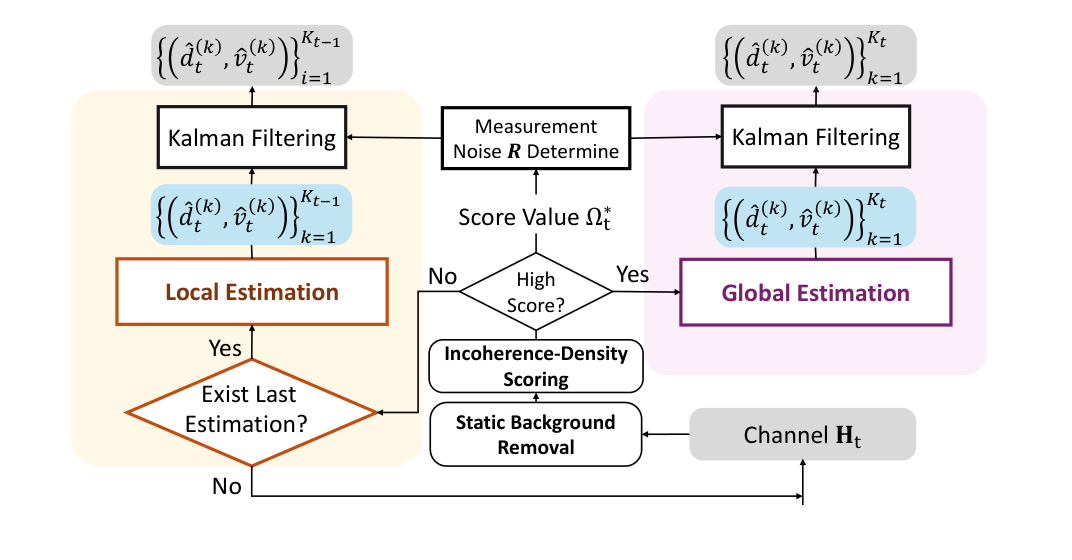 {(d̂_t^(k), v̂_t^(k))}_{i=1}^{K_{t−1}}
{(d̂_t^(k), v̂_t^(k))}_{k=1}^{K_t}
Kalman Filtering
Measurement
Noise R Determine
Kalman Filtering
{(d̂_t^(k), v̂_t^(k))}_{k=1}^{K_{t−1}}
Score Value Ω_t^*
{(d̂_t^(k), v̂_t^(k))}_{k=1}^{K_t}
No
High
Score?
Yes
Local Estimation
Global Estimation
Yes
Incoherence-Density
Scoring
Exist Last
Estimation?
Static Background
Removal
Channel H_t
No